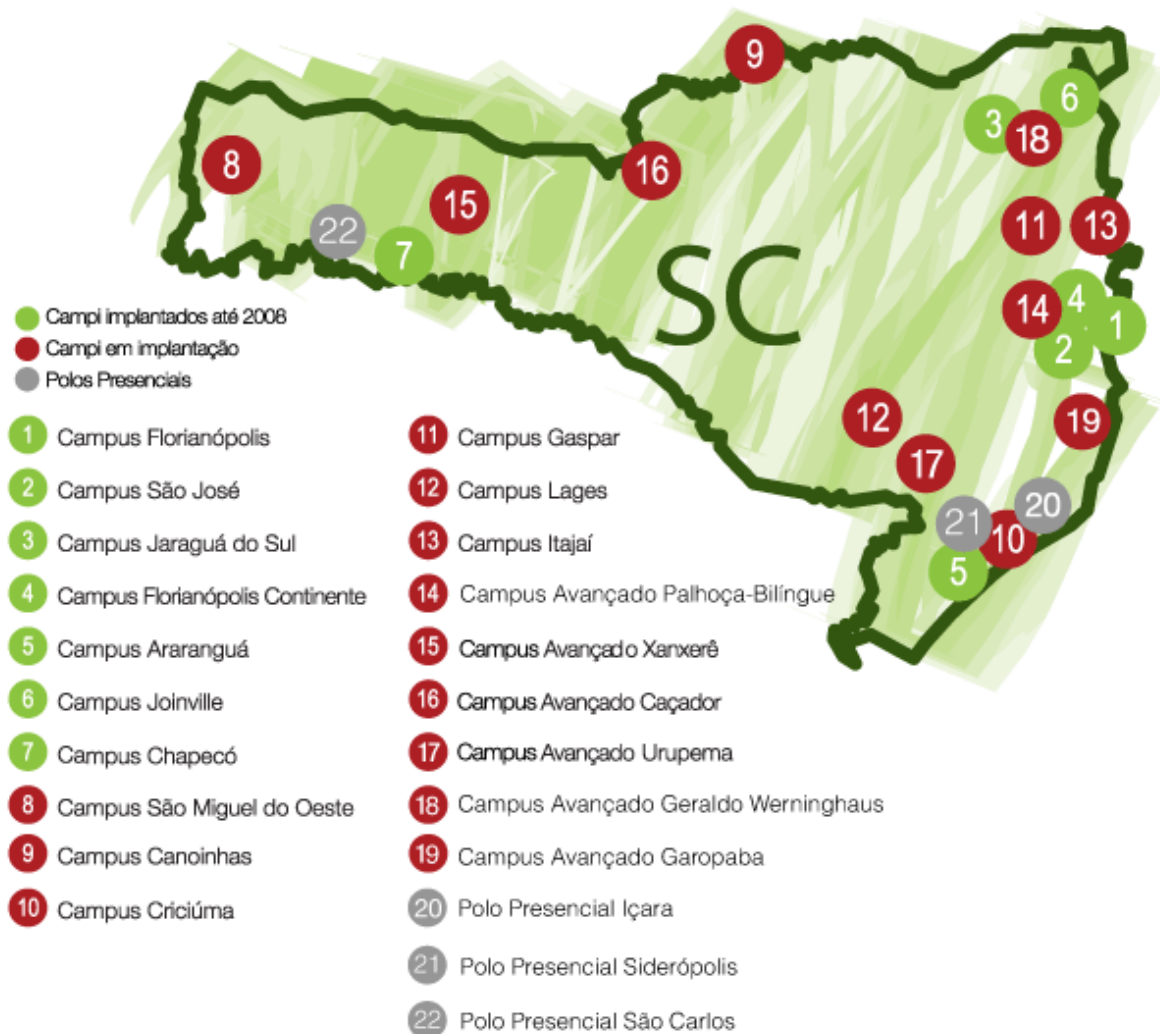 9
6
3
18
8
16
15
11
13
22
7
SC
4
14
1
2
12
19
17
20
21
10
5
Campi implantados até 2008
Campi em implantação
Polos Presenciais
1 Campus Florianópolis
2 Campus São José
3 Campus Jaraguá do Sul
4 Campus Florianópolis Continente
5 Campus Araranguá
6 Campus Joinville
7 Campus Chapecó
8 Campus São Miguel do Oeste
9 Campus Canoinhas
10 Campus Criciúma
11 Campus Gaspar
12 Campus Lages
13 Campus Itajaí
14 Campus Avançado Palhoça-Bilíngue
15 Campus Avançado Xanxerê
16 Campus Avançado Caçador
17 Campus Avançado Urupema
18 Campus Avançado Geraldo Werninghaus
19 Campus Avançado Garopaba
20 Polo Presencial Içara
21 Polo Presencial Siderópolis
22 Polo Presencial São Carlos